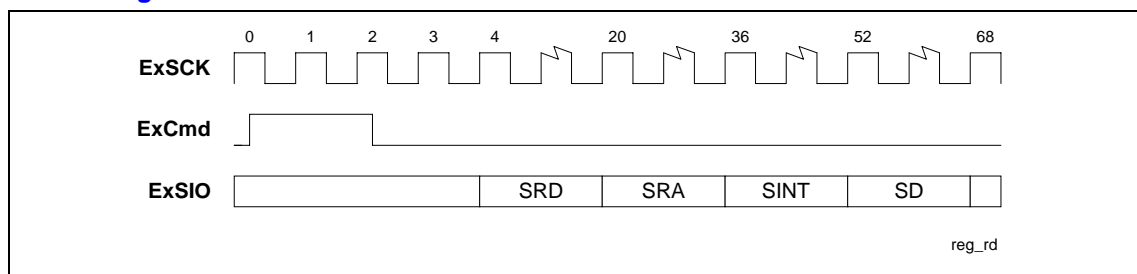 0 1 2 3 4 20 36 52 68
ExSCK
ExCmd
ExSIO SRD SRA SINT SD
reg_rd